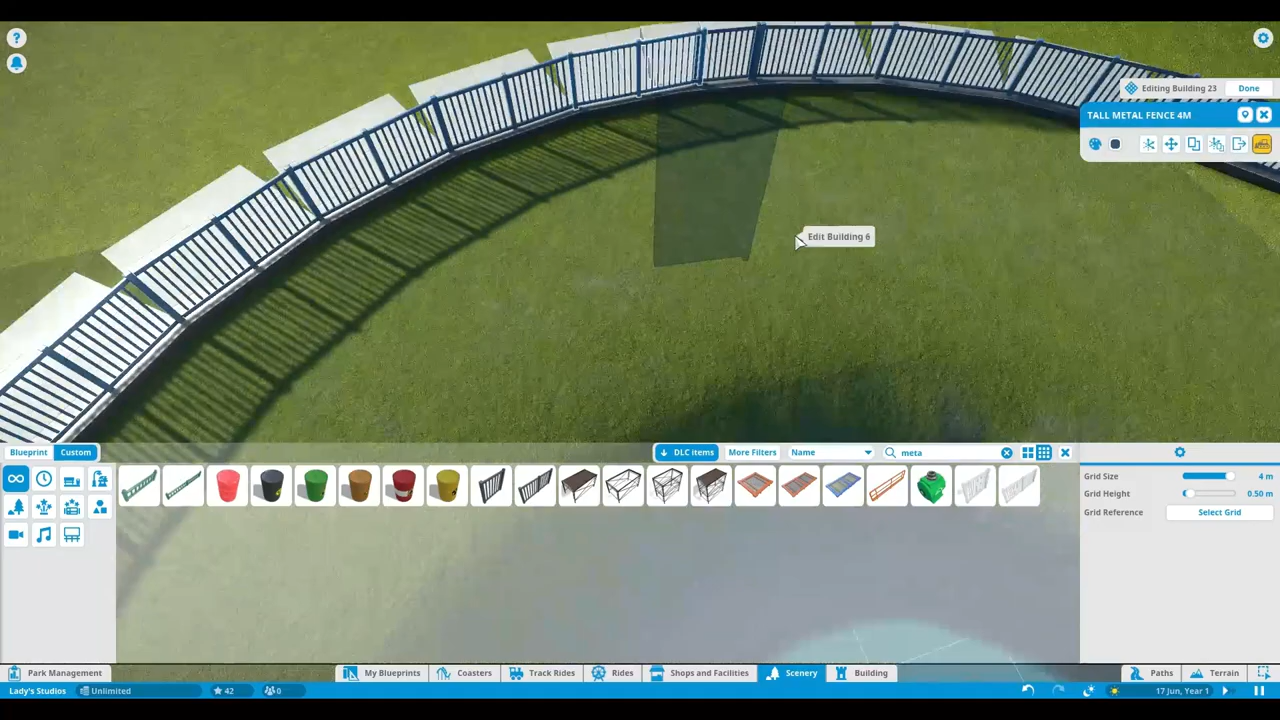 ?
Editing Building 23
Done
TALL METAL FENCE 4M
Edit Building 6
Blueprint
Custom
DLC items
More Filters
Name
meta
Grid Size
4 m
Grid Height
0.50 m
Grid Reference
Select Grid
Park Management
My Blueprints
Coasters
Track Rides
Rides
Shops and Facilities
Scenery
Building
Paths
Terrain
Lady's Studios
Unlimited
42
0
17 Jun, Year 1